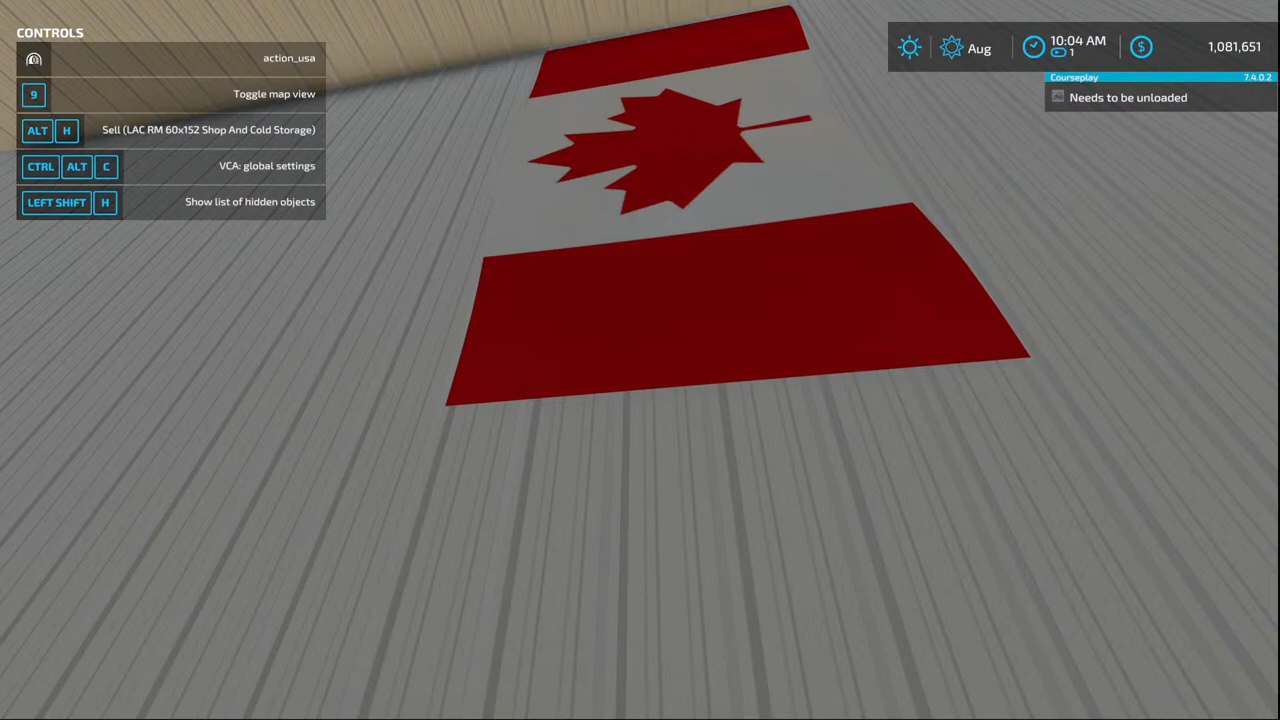 CONTROLS
action_usa
9 Toggle map view
ALT H Sell (LAC RM 60x152 Shop And Cold Storage)
CTRL ALT C VCA: global settings
LEFT SHIFT H Show list of hidden objects
Aug 10:04 AM 1 $ 1,081,651
Courseplay 7.4.0.2
Needs to be unloaded